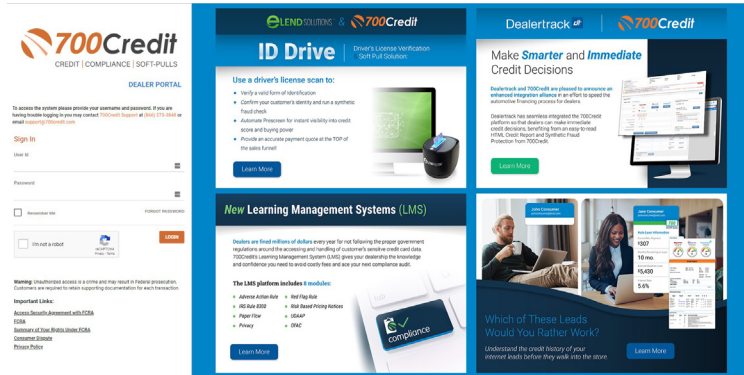 700Credit
CREDIT | COMPLIANCE | SOFT-PULLS
DEALER PORTAL
To access the system please provide your username and password. If you are
having trouble logging in you may contact 700Credit Support at (866) 273-3848 or
email support@700credit.com
Sign In
User Id
Password
Remember Me
FORGOT PASSWORD
I'm not a robot
reCAPTCHA
Privacy - Terms
LOGIN
Warning: Unauthorized access is a crime and may result in Federal prosecution.
Customers are required to retain supporting documentation for each transaction.
Important Links:
Access Security Agreement with FCRA
FCRA
Summary of Your Rights Under FCRA
Consumer Dispute
Privacy Policy
ELEND SOLUTIONS & 700Credit
ID Drive
Driver's License Verification
& Soft Pull Solution
Use a driver's license scan to:
Verify a valid form of Identification
Confirm your customer's identity and run a synthetic
fraud check
Automate Prescreen for instant visibility into credit
score and buying power
Provide an accurate payment quote at the TOP of
the sales funnel!
Learn More
Dealertrack
700Credit
Make Smarter and Immediate
Credit Decisions
Dealertrack and 700Credit are pleased to announce an
enhanced integration alliance in an effort to speed the
automotive financing process for dealers.
Dealertrack has seamless integrated the 700Credit
platform so that dealers can make immediate
credit decisions, benefiting from an easy-to-read
HTML Credit Report and Synthetic Fraud
Protection from 700Credit.
Learn More
New Learning Management Systems (LMS)
Dealers are fined millions of dollars every year for not following the proper government
regulations around the accessing and handling of customer's sensitive credit card data.
700Credit's Learning Management System (LMS) gives your dealership the knowledge
and confidence you need to avoid costly fees and ace your next compliance audit.
The LMS platform includes 8 modules:
Adverse Action Rule
IRS Rule 8300
Paper Flow
Privacy
Red Flag Rule
Risk Based Pricing Notices
UDAAP
OFAC
compliance
Learn More
Jane Consumer
Jane Consumer
$307
10 mo.
$5,430
5.6%
Which of These Leads
Would You Rather Work?
Understand the credit history of your
internet leads before they walk into the store.
Learn More